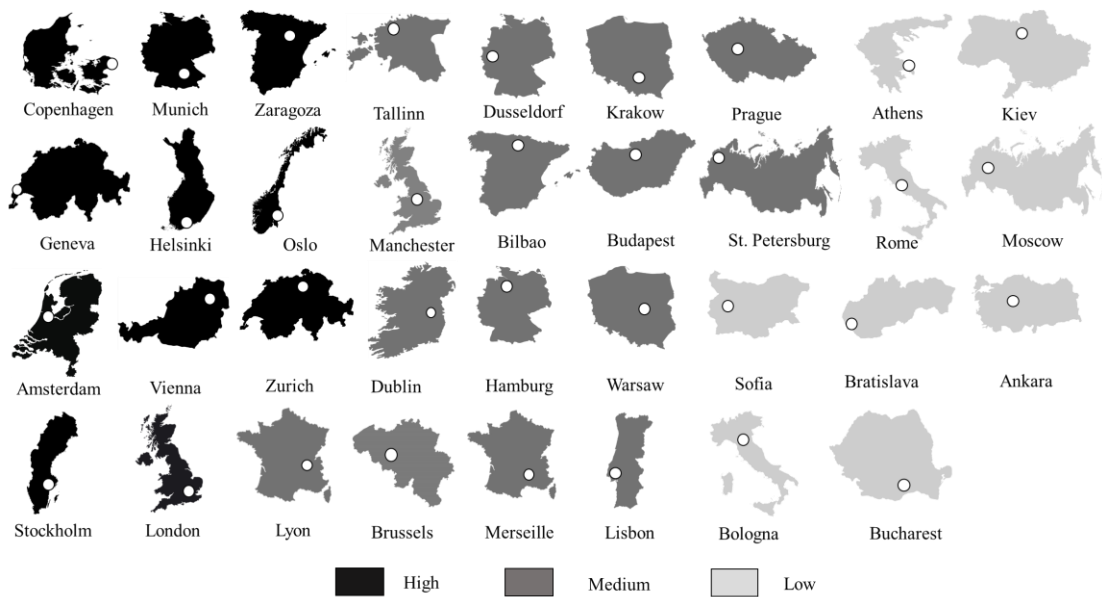 Copenhagen Munich Zaragoza Tallinn Dusseldorf Krakow Prague Athens Kiev
Geneva Helsinki Oslo Manchester Bilbao Budapest St. Petersburg Rome Moscow
Amsterdam Vienna Zurich Dublin Hamburg Warsaw Sofia Bratislava Ankara
Stockholm London Lyon Brussels Merseille Lisbon Bologna Bucharest
High Medium Low